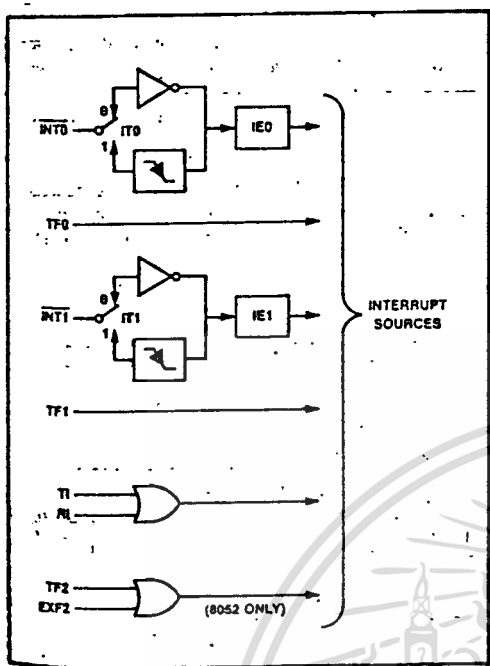 0
INT0
IT0
IE0
1
TF0
0
INT1
IT1
IE1
1
TF1
INTERRUPT
SOURCES
TI
RI
TF2
EXF2
(8052 ONLY)